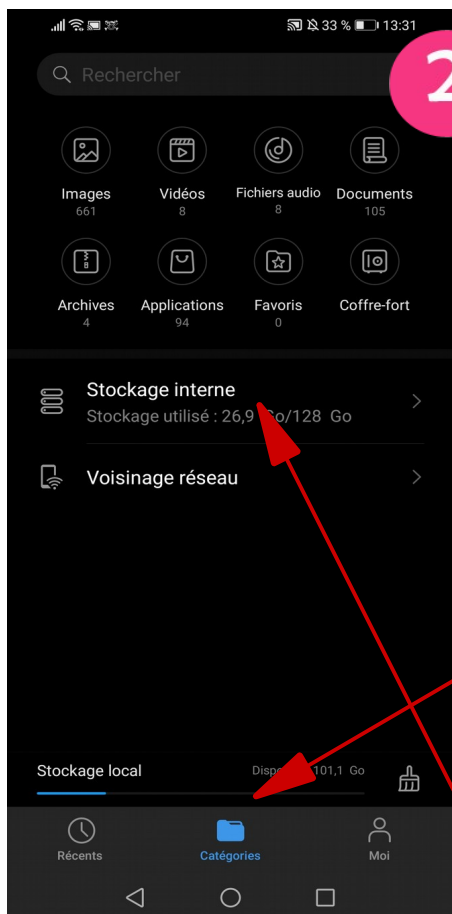 33 % 13:31
2
Rechercher
Images Vidéos Fichiers audio Documents
661 8 8 105
Archives Applications Favoris Coffre-fort
4 94 0
Stockage interne
Stockage utilisé : 26,9 Go/128 Go
Voisinage réseau
Stockage local 101,1 Go
Récents Catégories Moi